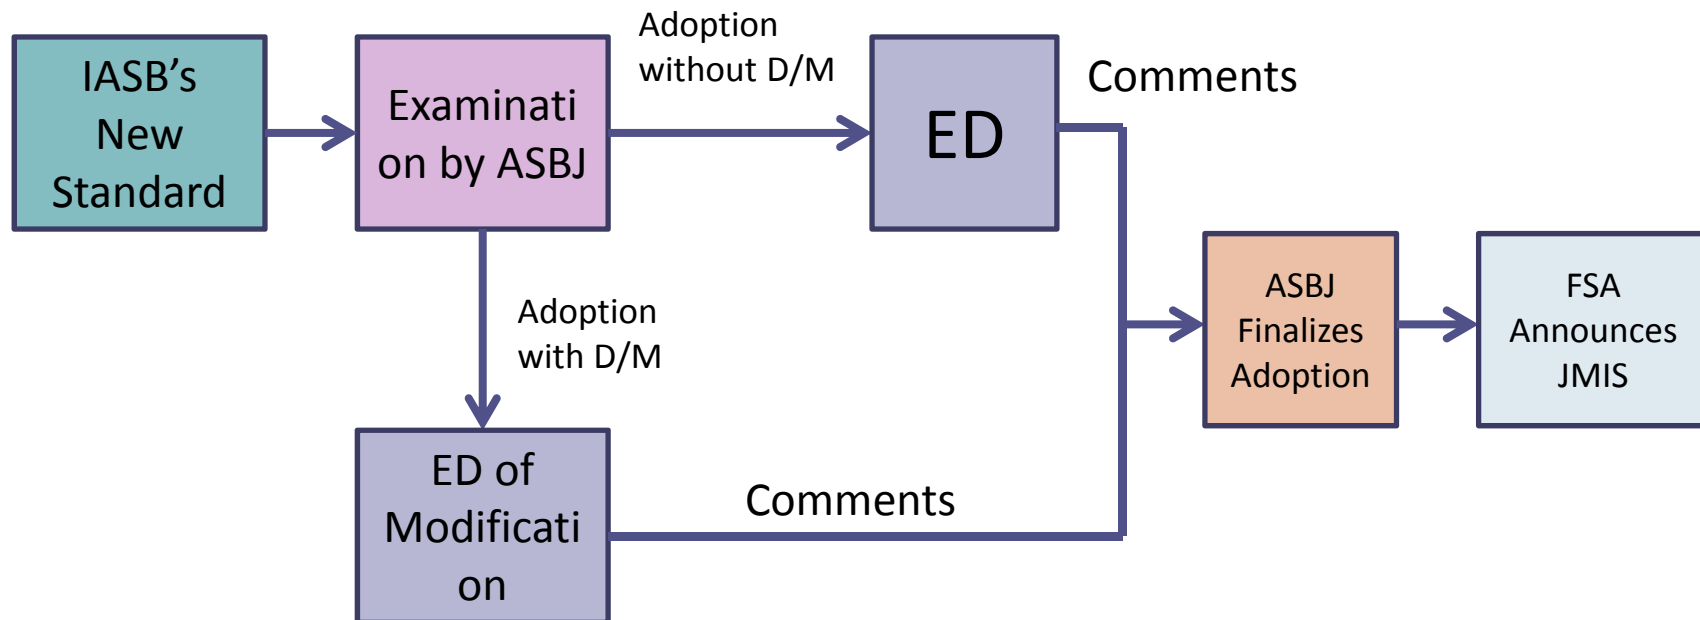 IASB’s
New
Standard
Examinati
on by ASBJ
Adoption
without D/M
ED
Comments
Adoption
with D/M
ED of
Modificati
on
Comments
ASBJ
Finalizes
Adoption
FSA
Announces
JMIS